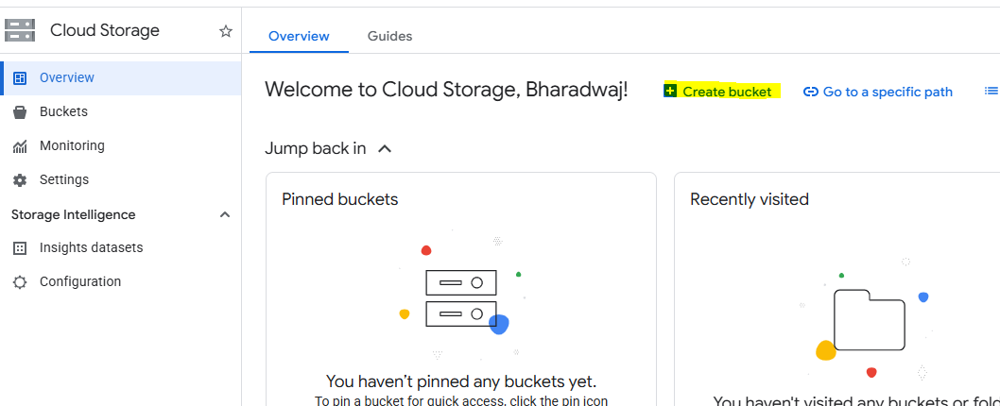 Cloud Storage
Overview
Guides
Overview
Buckets
Monitoring
Settings
Storage Intelligence
Insights datasets
Configuration
Welcome to Cloud Storage, Bharadwaj!
Create bucket
Go to a specific path
Jump back in
Pinned buckets
You haven't pinned any buckets yet.
To pin a bucket for quick access, click the pin icon
Recently visited
You haven't visited any buckets or